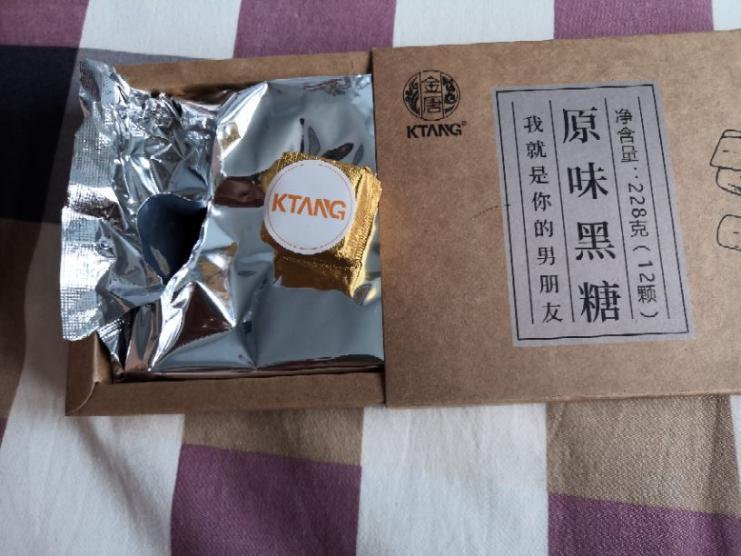 金唐
KTANG®
KTANG
净含量:228克(12颗)
原味黑糖
我就是你的男朋友